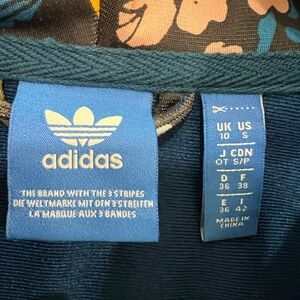 adidas
THE BRAND WITH THE 3 STRIPES
DIE WELTMARKE MIT DEN 3 STREIFEN
LA MARQUE AUX 3 BANDES
UK US
10 S
J CDN
OT S/P
D F
36 38
E I
36 42
MADE IN
CHINA